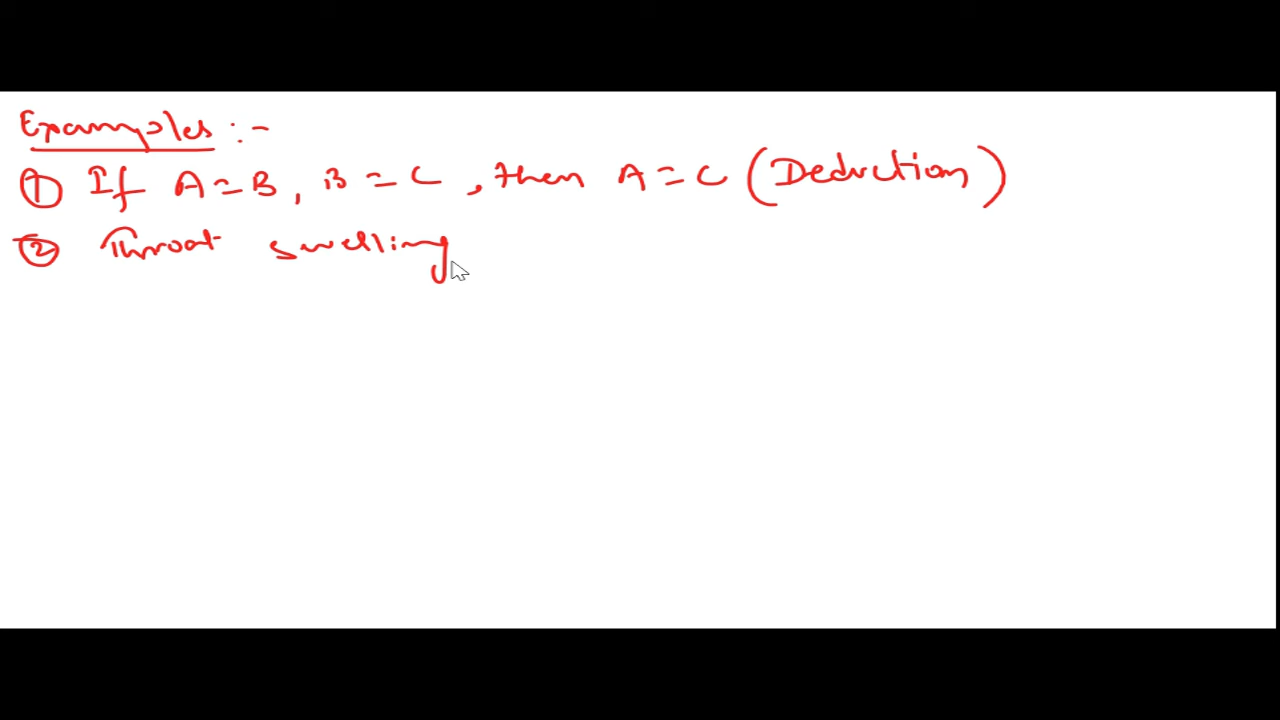 Examples :-
① If A = B, B = C, then A = C (Deduction)
② Throat swelling